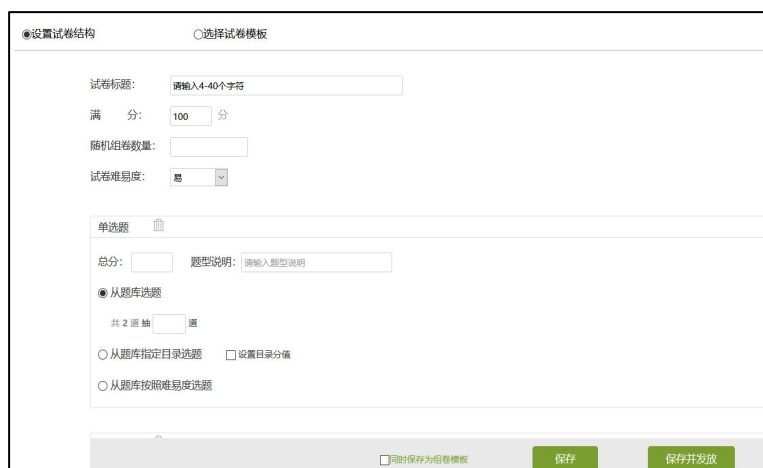 设置试卷结构 选择试卷模板
试卷标题： 请输入4-40个字符
满 分： 100 分
随机组卷数量：
试卷难易度： 易
单选题
总分： 题型说明： 请输入题型说明
从题库选题
共 2 道 抽 道
从题库指定目录选题 设置目录分值
从题库按照难易度选题
同时保存为组卷模板 保存 保存并发放